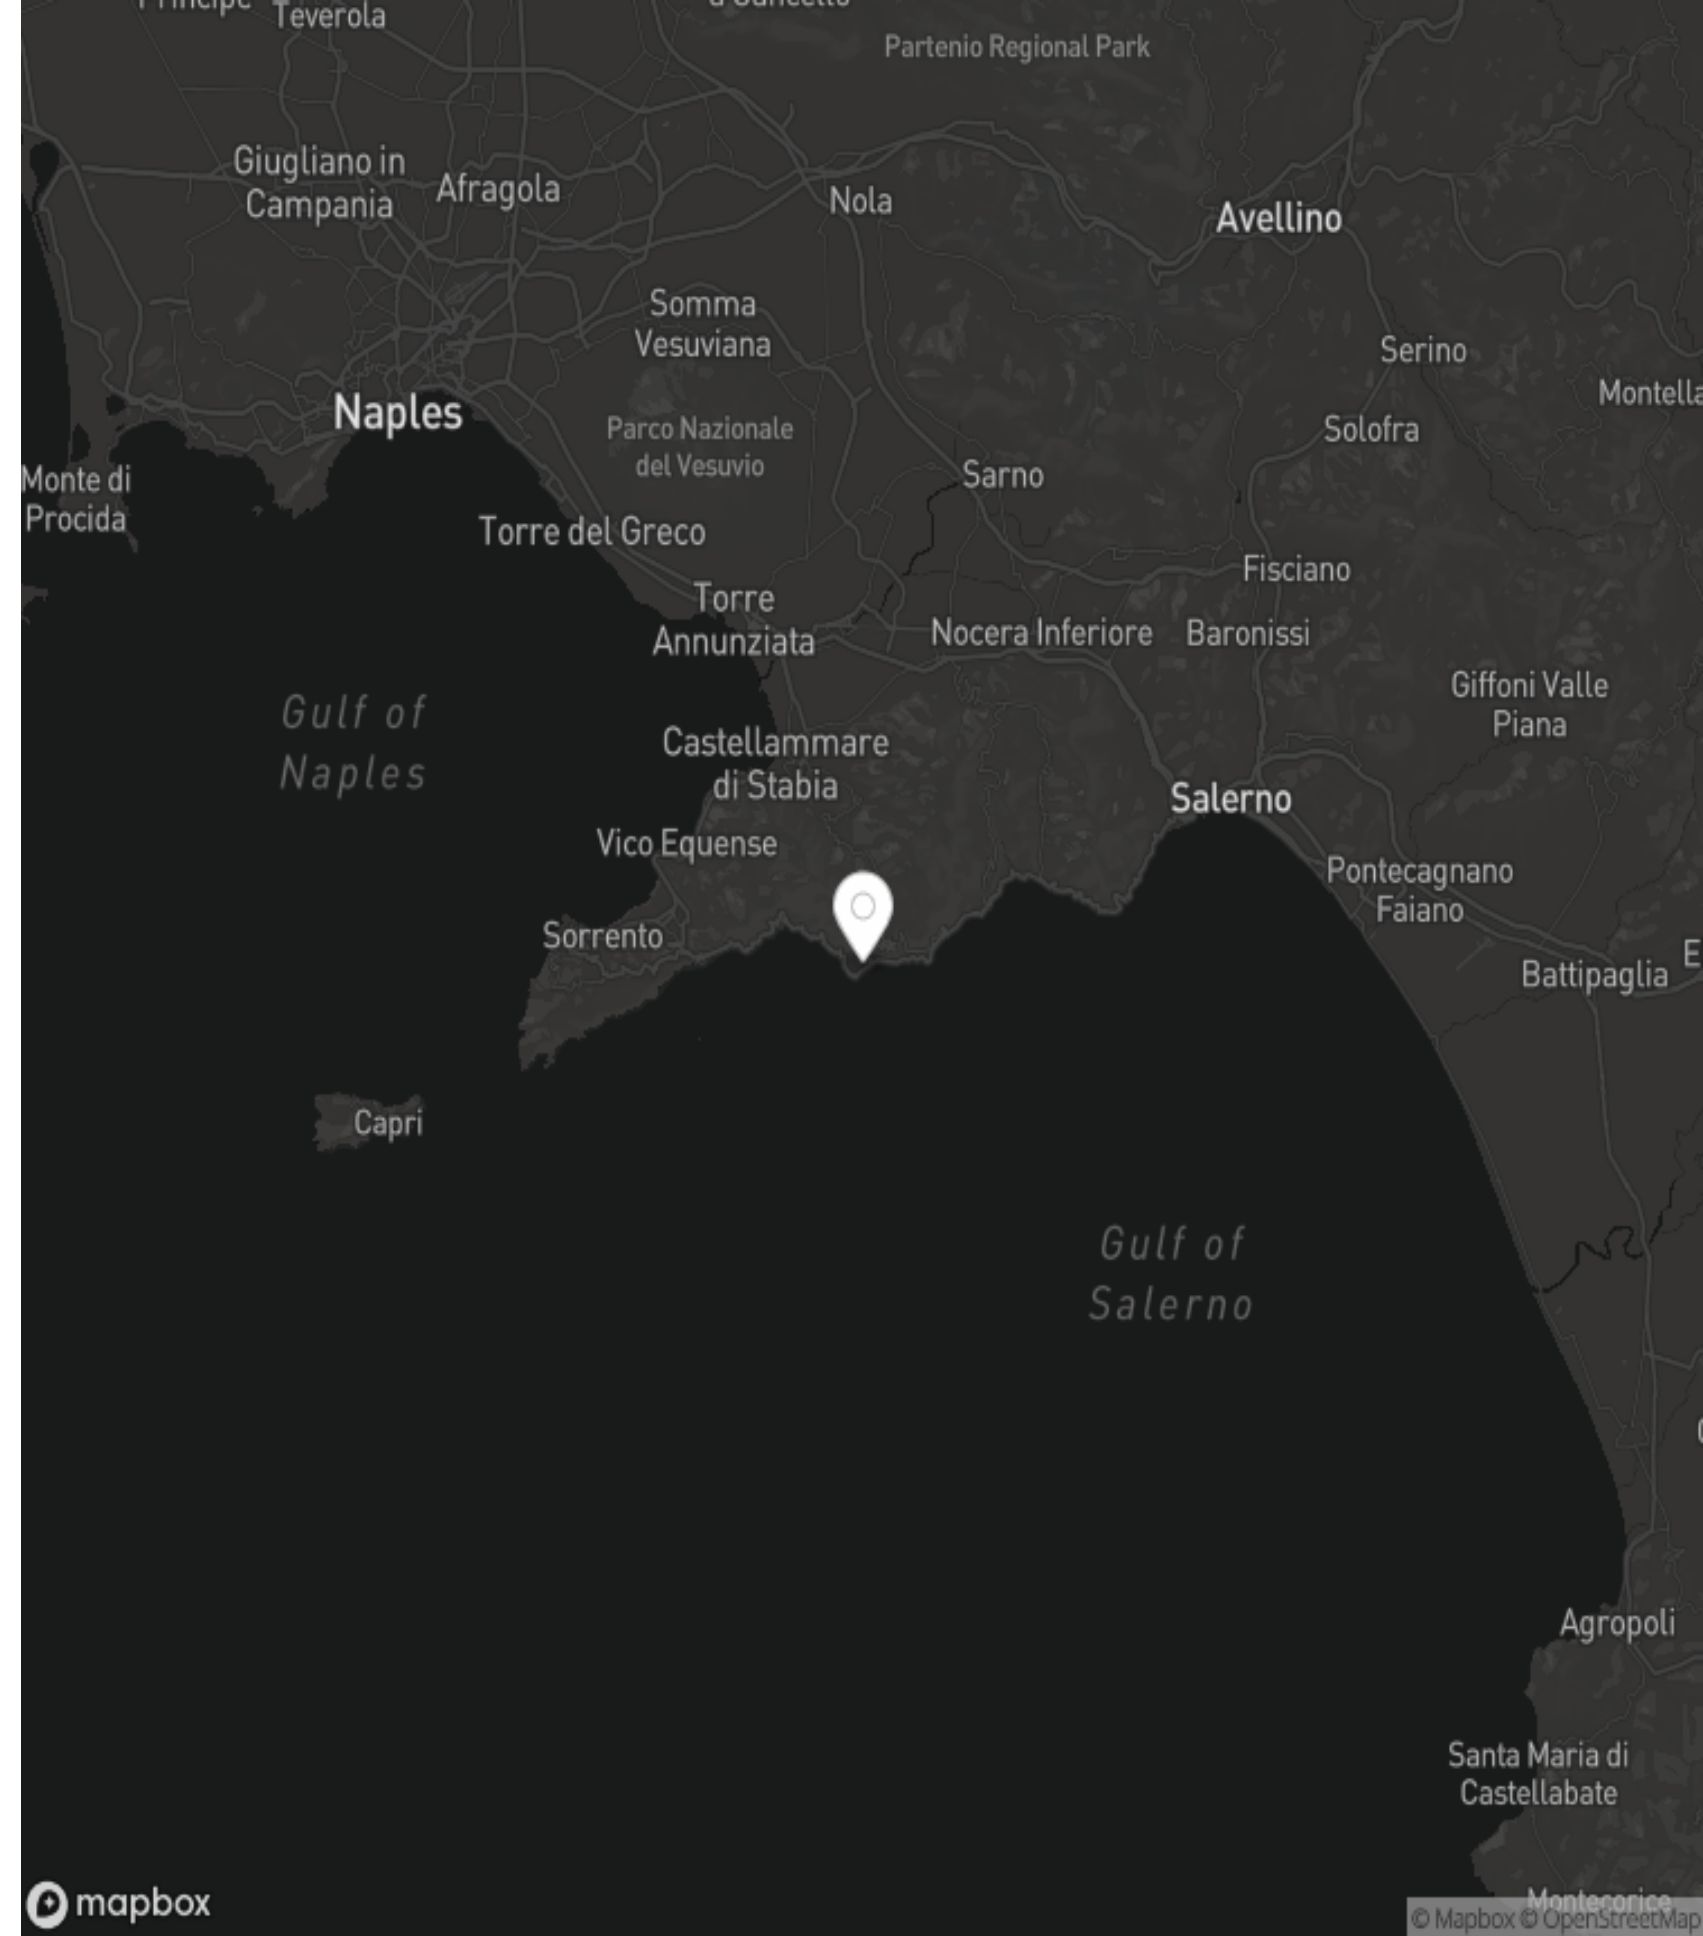 Teverola
Partenio Regional Park
Giugliano in
Campania
Afragola
Nola
Avellino
Somma
Vesuviana
Serino
Montella
Naples
Parco Nazionale
del Vesuvio
Solofra
Monte di
Procida
Sarno
Torre del Greco
Fisciano
Torre
Annunziata
Nocera Inferiore
Baronissi
Gulf of
Naples
Giffoni Valle
Piana
Castellammare
di Stabia
Salerno
Vico Equense
Pontecagnano
Faiano
Sorrento
Battipaglia
E
Capri
Gulf of
Salerno
Agropoli
Santa Maria di
Castellabate
Montecorice
mapbox
© Mapbox © OpenStreetMap